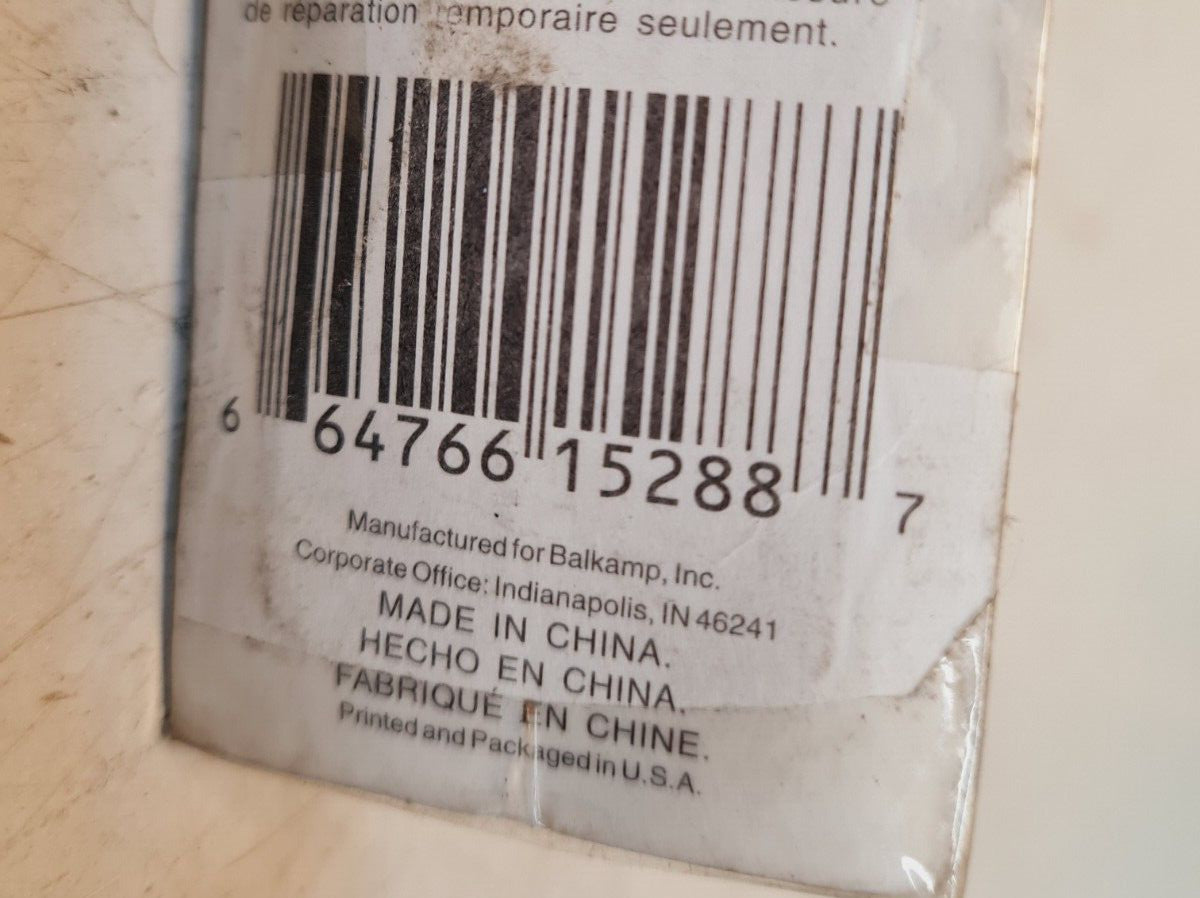 de réparation temporaire seulement.
6 64766 15288 7
Manufactured for Balkamp, Inc.
Corporate Office: Indianapolis, IN 46241
MADE IN CHINA.
HECHO EN CHINA.
FABRIQUÉ EN CHINE.
Printed and Packaged in U.S.A.